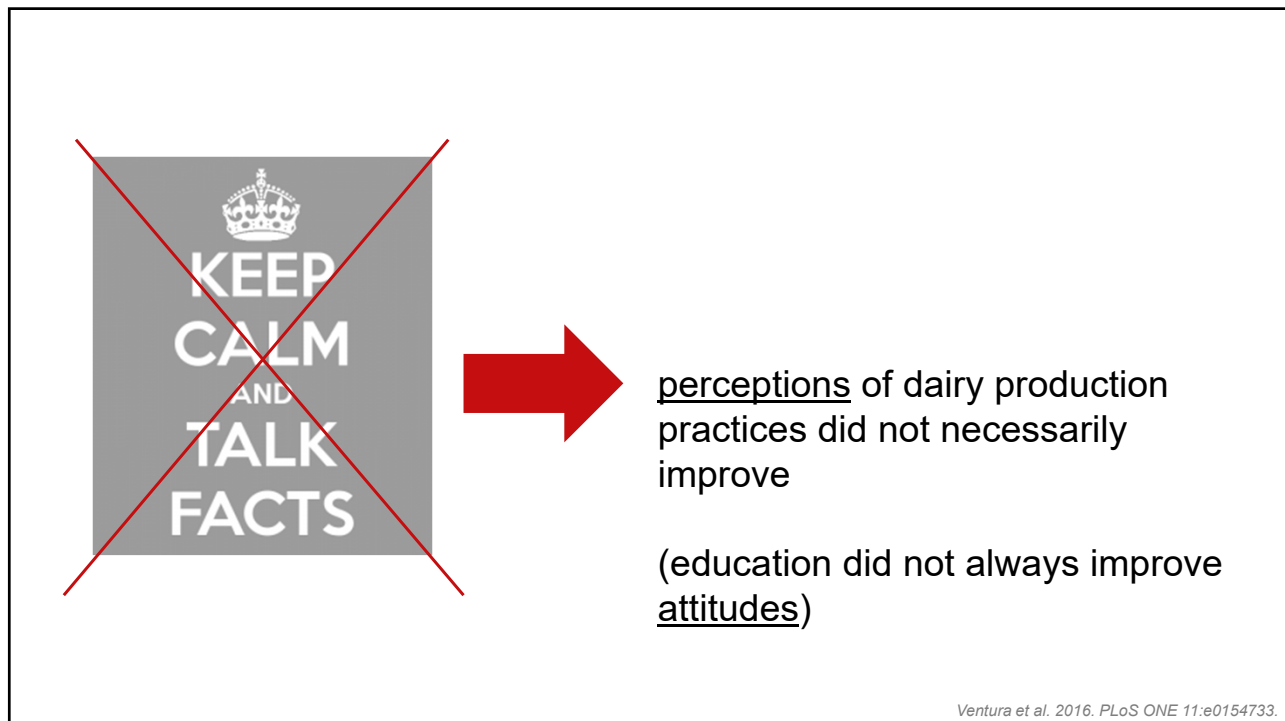 KEEP
CALM
AND
TALK
FACTS
perceptions of dairy production
practices did not necessarily
improve
(education did not always improve
attitudes)
Ventura et al. 2016. PLoS ONE 11:e0154733.